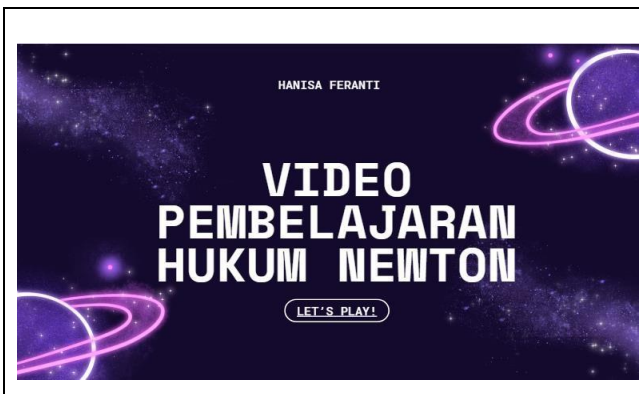 HANISA FERANTI
VIDEO
PEMBELAJARAN
HUKUM NEWTON
LET'S PLAY!